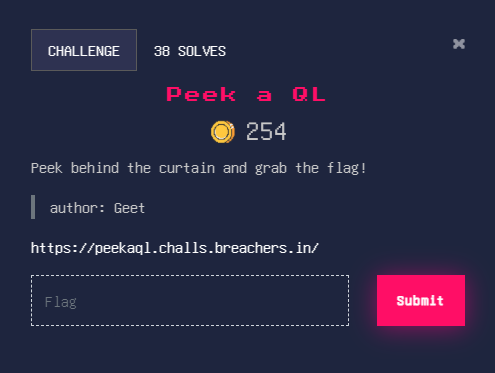 CHALLENGE
38 SOLVES
✖
Peek a QL
254
Peek behind the curtain and grab the flag!
author: Geet
https://peekaql.challs.breachers.in/
Flag
Submit